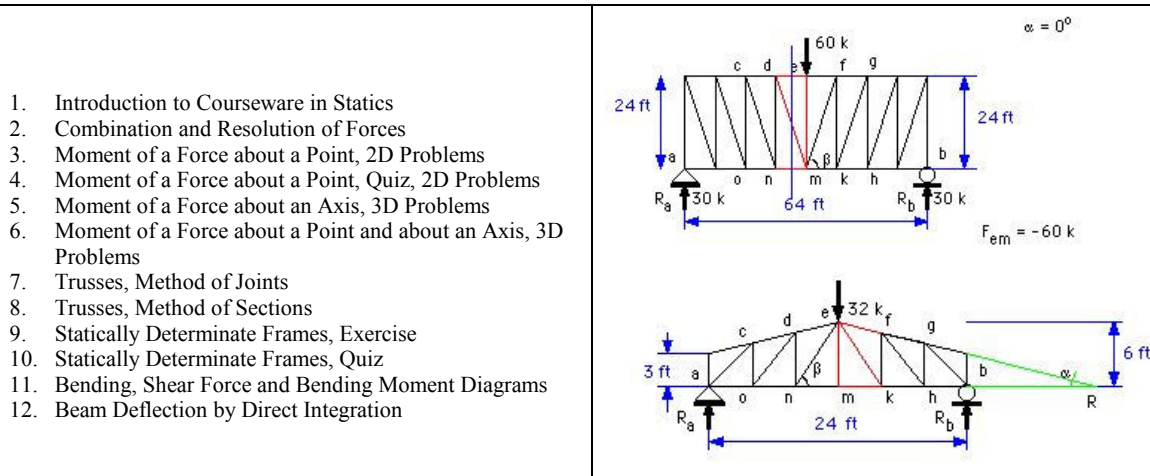 1. Introduction to Courseware in Statics
2. Combination and Resolution of Forces
3. Moment of a Force about a Point, 2D Problems
4. Moment of a Force about a Point, Quiz, 2D Problems
5. Moment of a Force about an Axis, 3D Problems
6. Moment of a Force about a Point and about an Axis, 3D
Problems
7. Trusses, Method of Joints
8. Trusses, Method of Sections
9. Statically Determinate Frames, Exercise
10. Statically Determinate Frames, Quiz
11. Bending, Shear Force and Bending Moment Diagrams
12. Beam Deflection by Direct Integration
∝ = 0°
60 k
c d e f g
24 ft 24 ft
a β b
o n m k h
Ra 30 k Rb 30 k
64 ft
Fem = -60 k
e 32 k
d f
c g
3 ft 6 ft
a β b ∝
o n m k h R
Ra Rb
24 ft